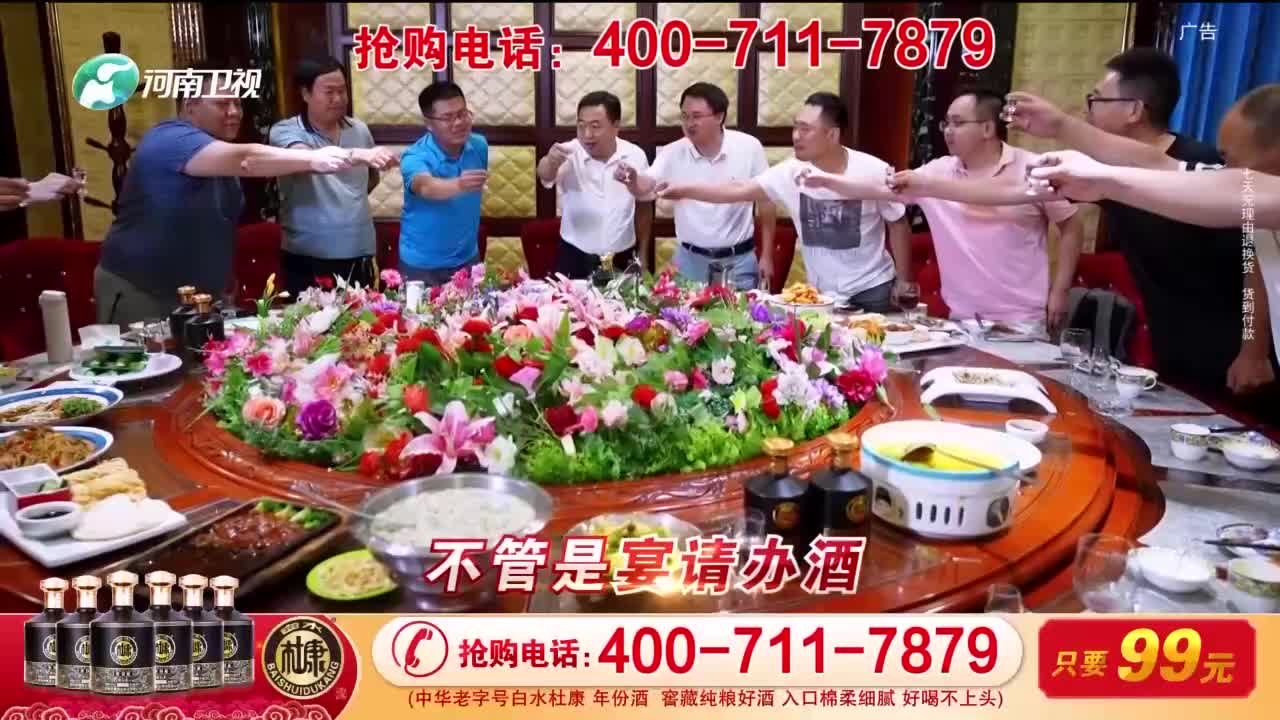 抢购电话：400-711-7879
广告
河南卫视
七天无理由退换货 货到付款
不管是宴请办酒
杜康
BAISHUIDUKANG
抢购电话:400-711-7879
(中华老字号白水杜康 年份酒 窖藏纯粮好酒 入口棉柔细腻 好喝不上头)
只要99元